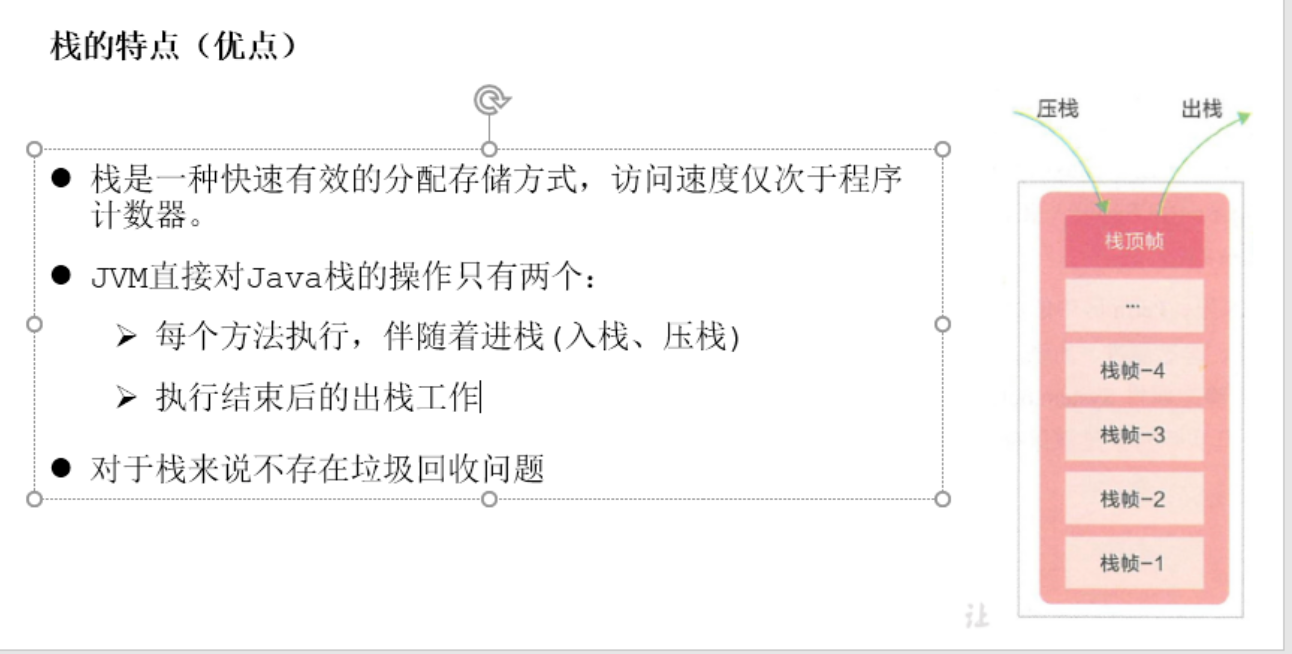 栈的特点（优点）
压栈
出栈
● 栈是一种快速有效的分配存储方式，访问速度仅次于程序
计数器。
● JVM直接对Java栈的操作只有两个：
➢ 每个方法执行，伴随着进栈(入栈、压栈)
➢ 执行结束后的出栈工作
● 对于栈来说不存在垃圾回收问题
栈顶帧
...
栈帧-4
栈帧-3
栈帧-2
栈帧-1
让